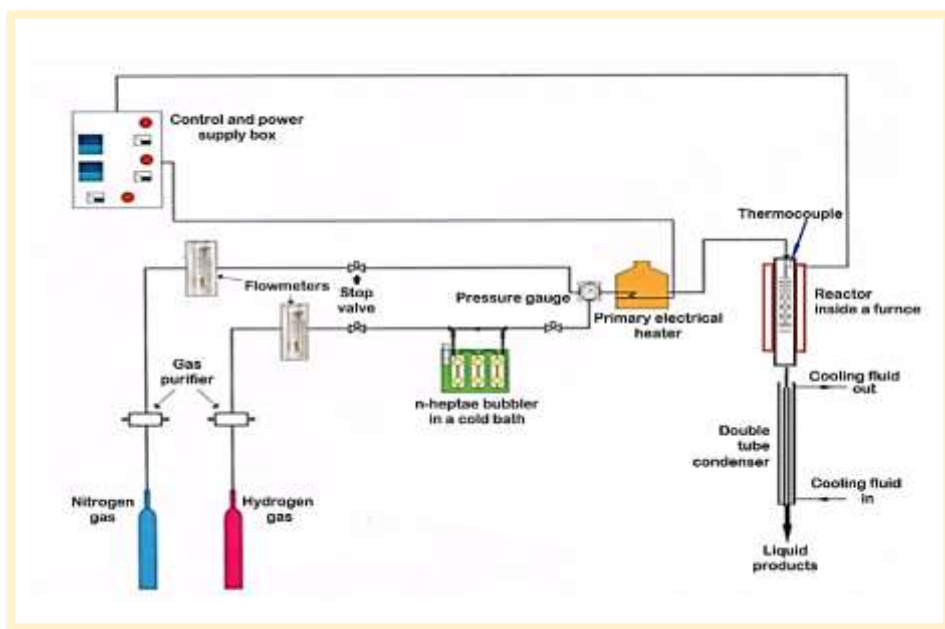 Control and power
supply box
Thermocouple
Flowmeters
Stop
valve
Pressure gauge
Primary electrical
heater
Reactor
inside a furnce
Gas
purifier
n-heptae bubbler
in a cold bath
Cooling fluid
out
Double
tube
condenser
Cooling fluid
in
Nitrogen
gas
Hydrogen
gas
Liquid
products